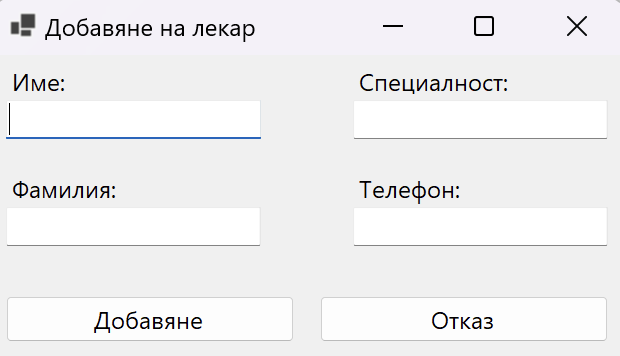 Добавяне на лекар
Име:
Специалност:
Фамилия:
Телефон:
Добавяне
Отказ